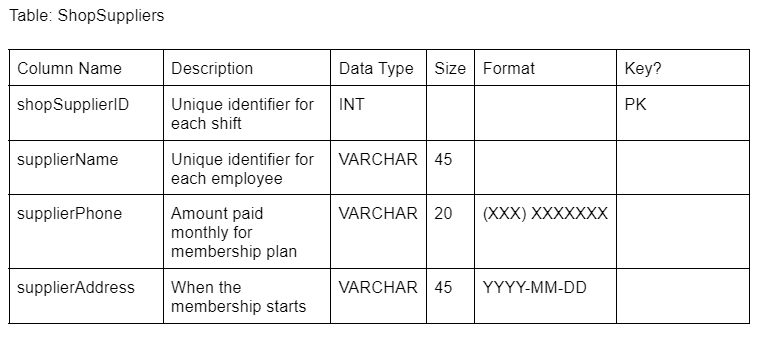 Table: ShopSuppliers
Column Name Description Data Type Size Format Key?
shopSupplierID Unique identifier for INT PK
each shift
supplierName Unique identifier for VARCHAR 45
each employee
supplierPhone Amount paid VARCHAR 20 (XXX) XXXXXXX
monthly for
membership plan
supplierAddress When the VARCHAR 45 YYYY-MM-DD
membership starts